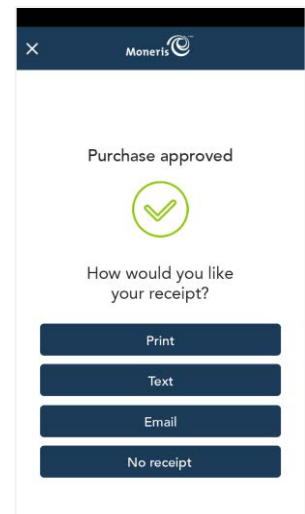 Moneris
Purchase approved
How would you like
your receipt?
Print
Text
Email
No receipt